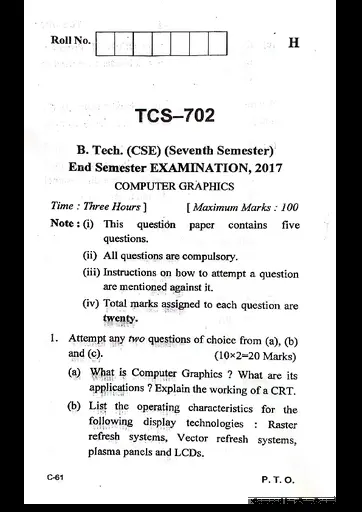 Roll No.
H
TCS–702
B. Tech. (CSE) (Seventh Semester)
End Semester EXAMINATION, 2017
COMPUTER GRAPHICS
Time : Three Hours ] [ Maximum Marks : 100
Note : (i) This question paper contains five
questions.
(ii) All questions are compulsory.
(iii) Instructions on how to attempt a question
are mentioned against it.
(iv) Total marks assigned to each question are
twenty.
1. Attempt any two questions of choice from (a), (b)
and (c). (10×2=20 Marks)
(a) What is Computer Graphics ? What are its
applications ? Explain the working of a CRT.
(b) List the operating characteristics for the
following display technologies : Raster
refresh systems, Vector refresh systems,
plasma panels and LCDs.
C-61 P. T. O.